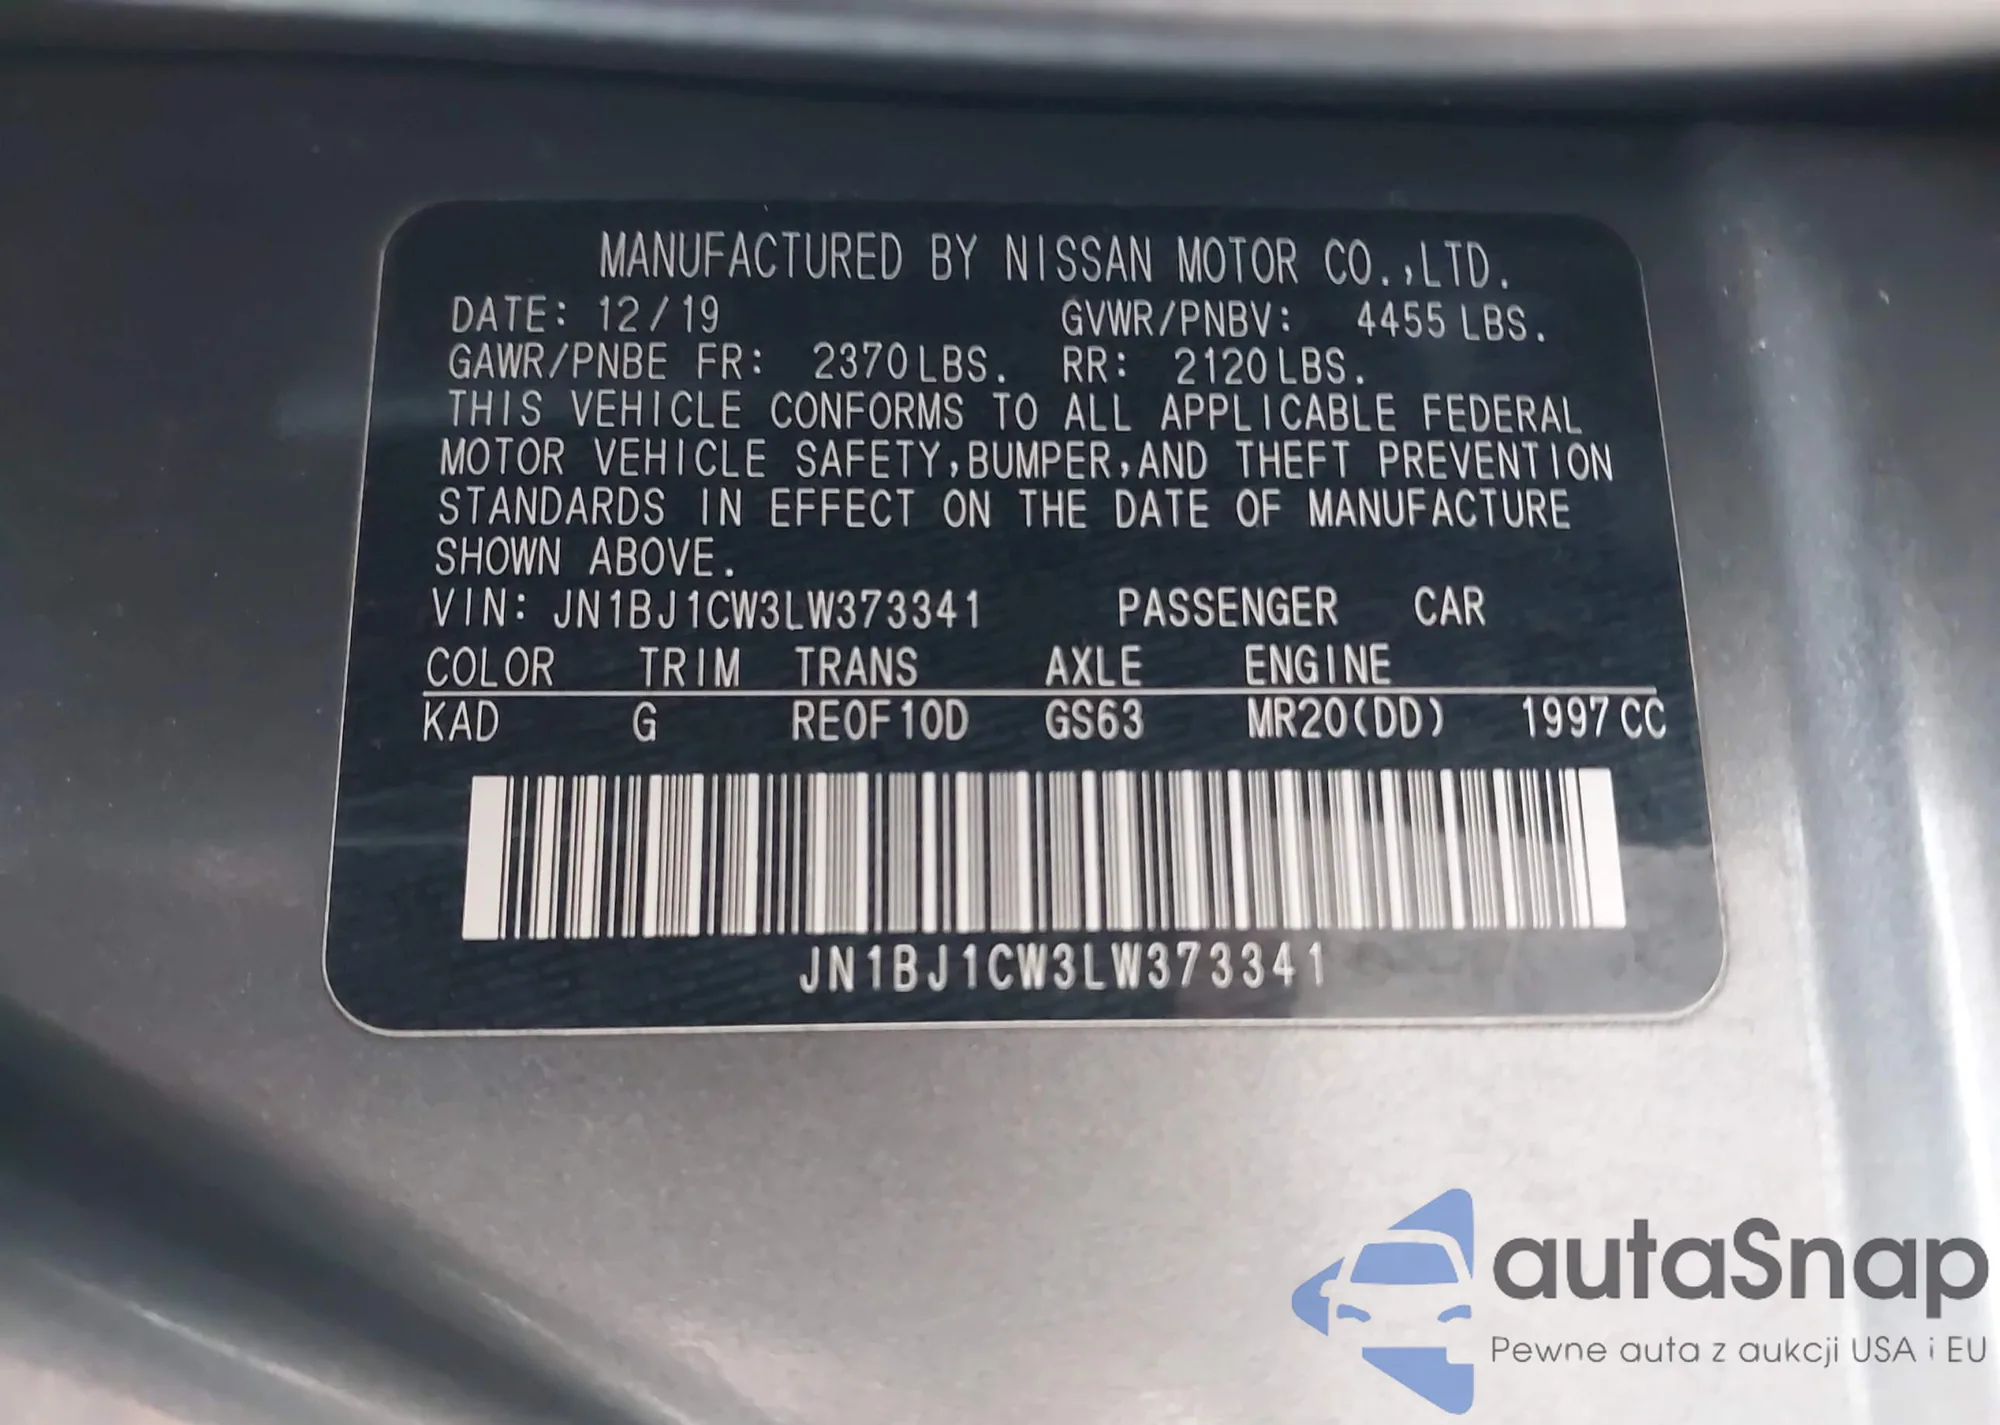 MANUFACTURED BY NISSAN MOTOR CO.,LTD.
DATE: 12/19 GVWR/PNBV: 4455 LBS.
GAWR/PNBE FR: 2370 LBS. RR: 2120 LBS.
THIS VEHICLE CONFORMS TO ALL APPLICABLE FEDERAL
MOTOR VEHICLE SAFETY,BUMPER,AND THEFT PREVENTION
STANDARDS IN EFFECT ON THE DATE OF MANUFACTURE
SHOWN ABOVE.
VIN: JN1BJ1CW3LW373341 PASSENGER CAR
COLOR TRIM TRANS AXLE ENGINE
KAD G RE0F10D GS63 MR20(DD) 1997 CC
JN1BJ1CW3LW373341
autaSnap
Pewne auta z aukcji USA i EU